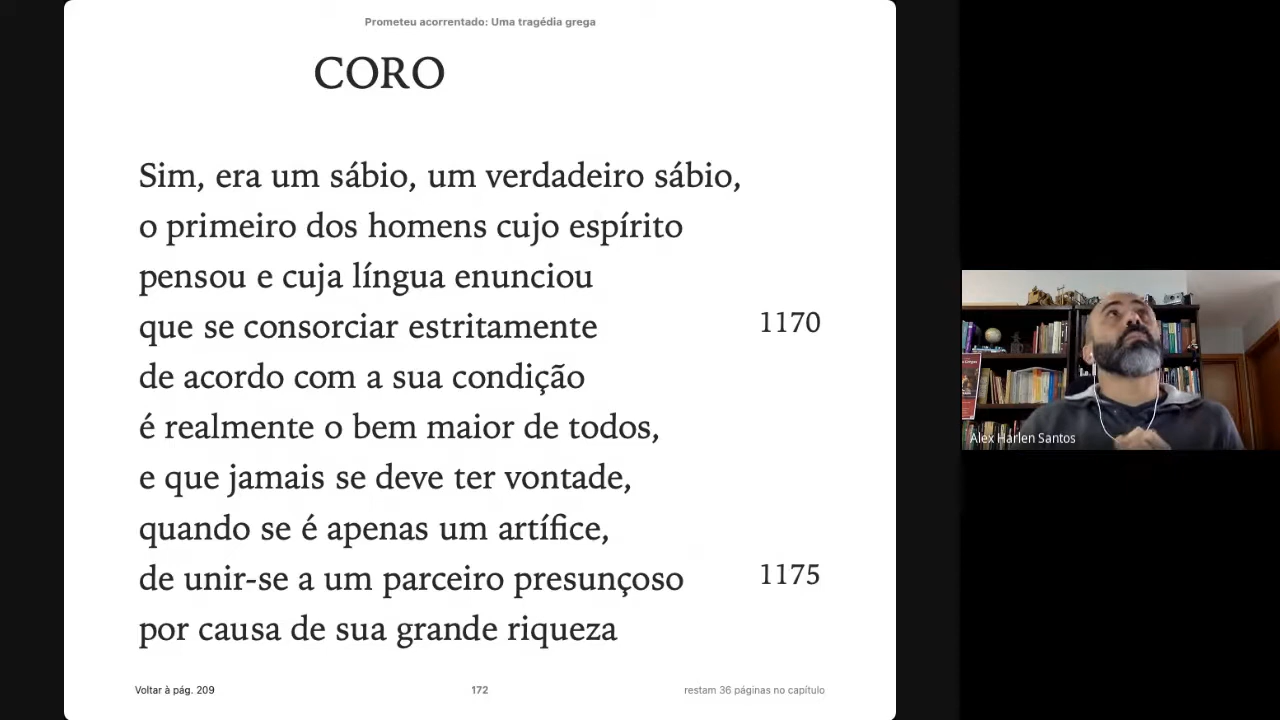 Prometeu acorrentado: Uma tragédia grega
CORO
Sim, era um sábio, um verdadeiro sábio,
o primeiro dos homens cujo espírito
pensou e cuja língua enunciou
que se consorciar estritamente 1170
de acordo com a sua condição
é realmente o bem maior de todos,
e que jamais se deve ter vontade,
quando se é apenas um artífice,
de unir-se a um parceiro presunçoso 1175
por causa de sua grande riqueza
Voltar à pág. 209 172 restam 36 páginas no capítulo
Alex Harlen Santos